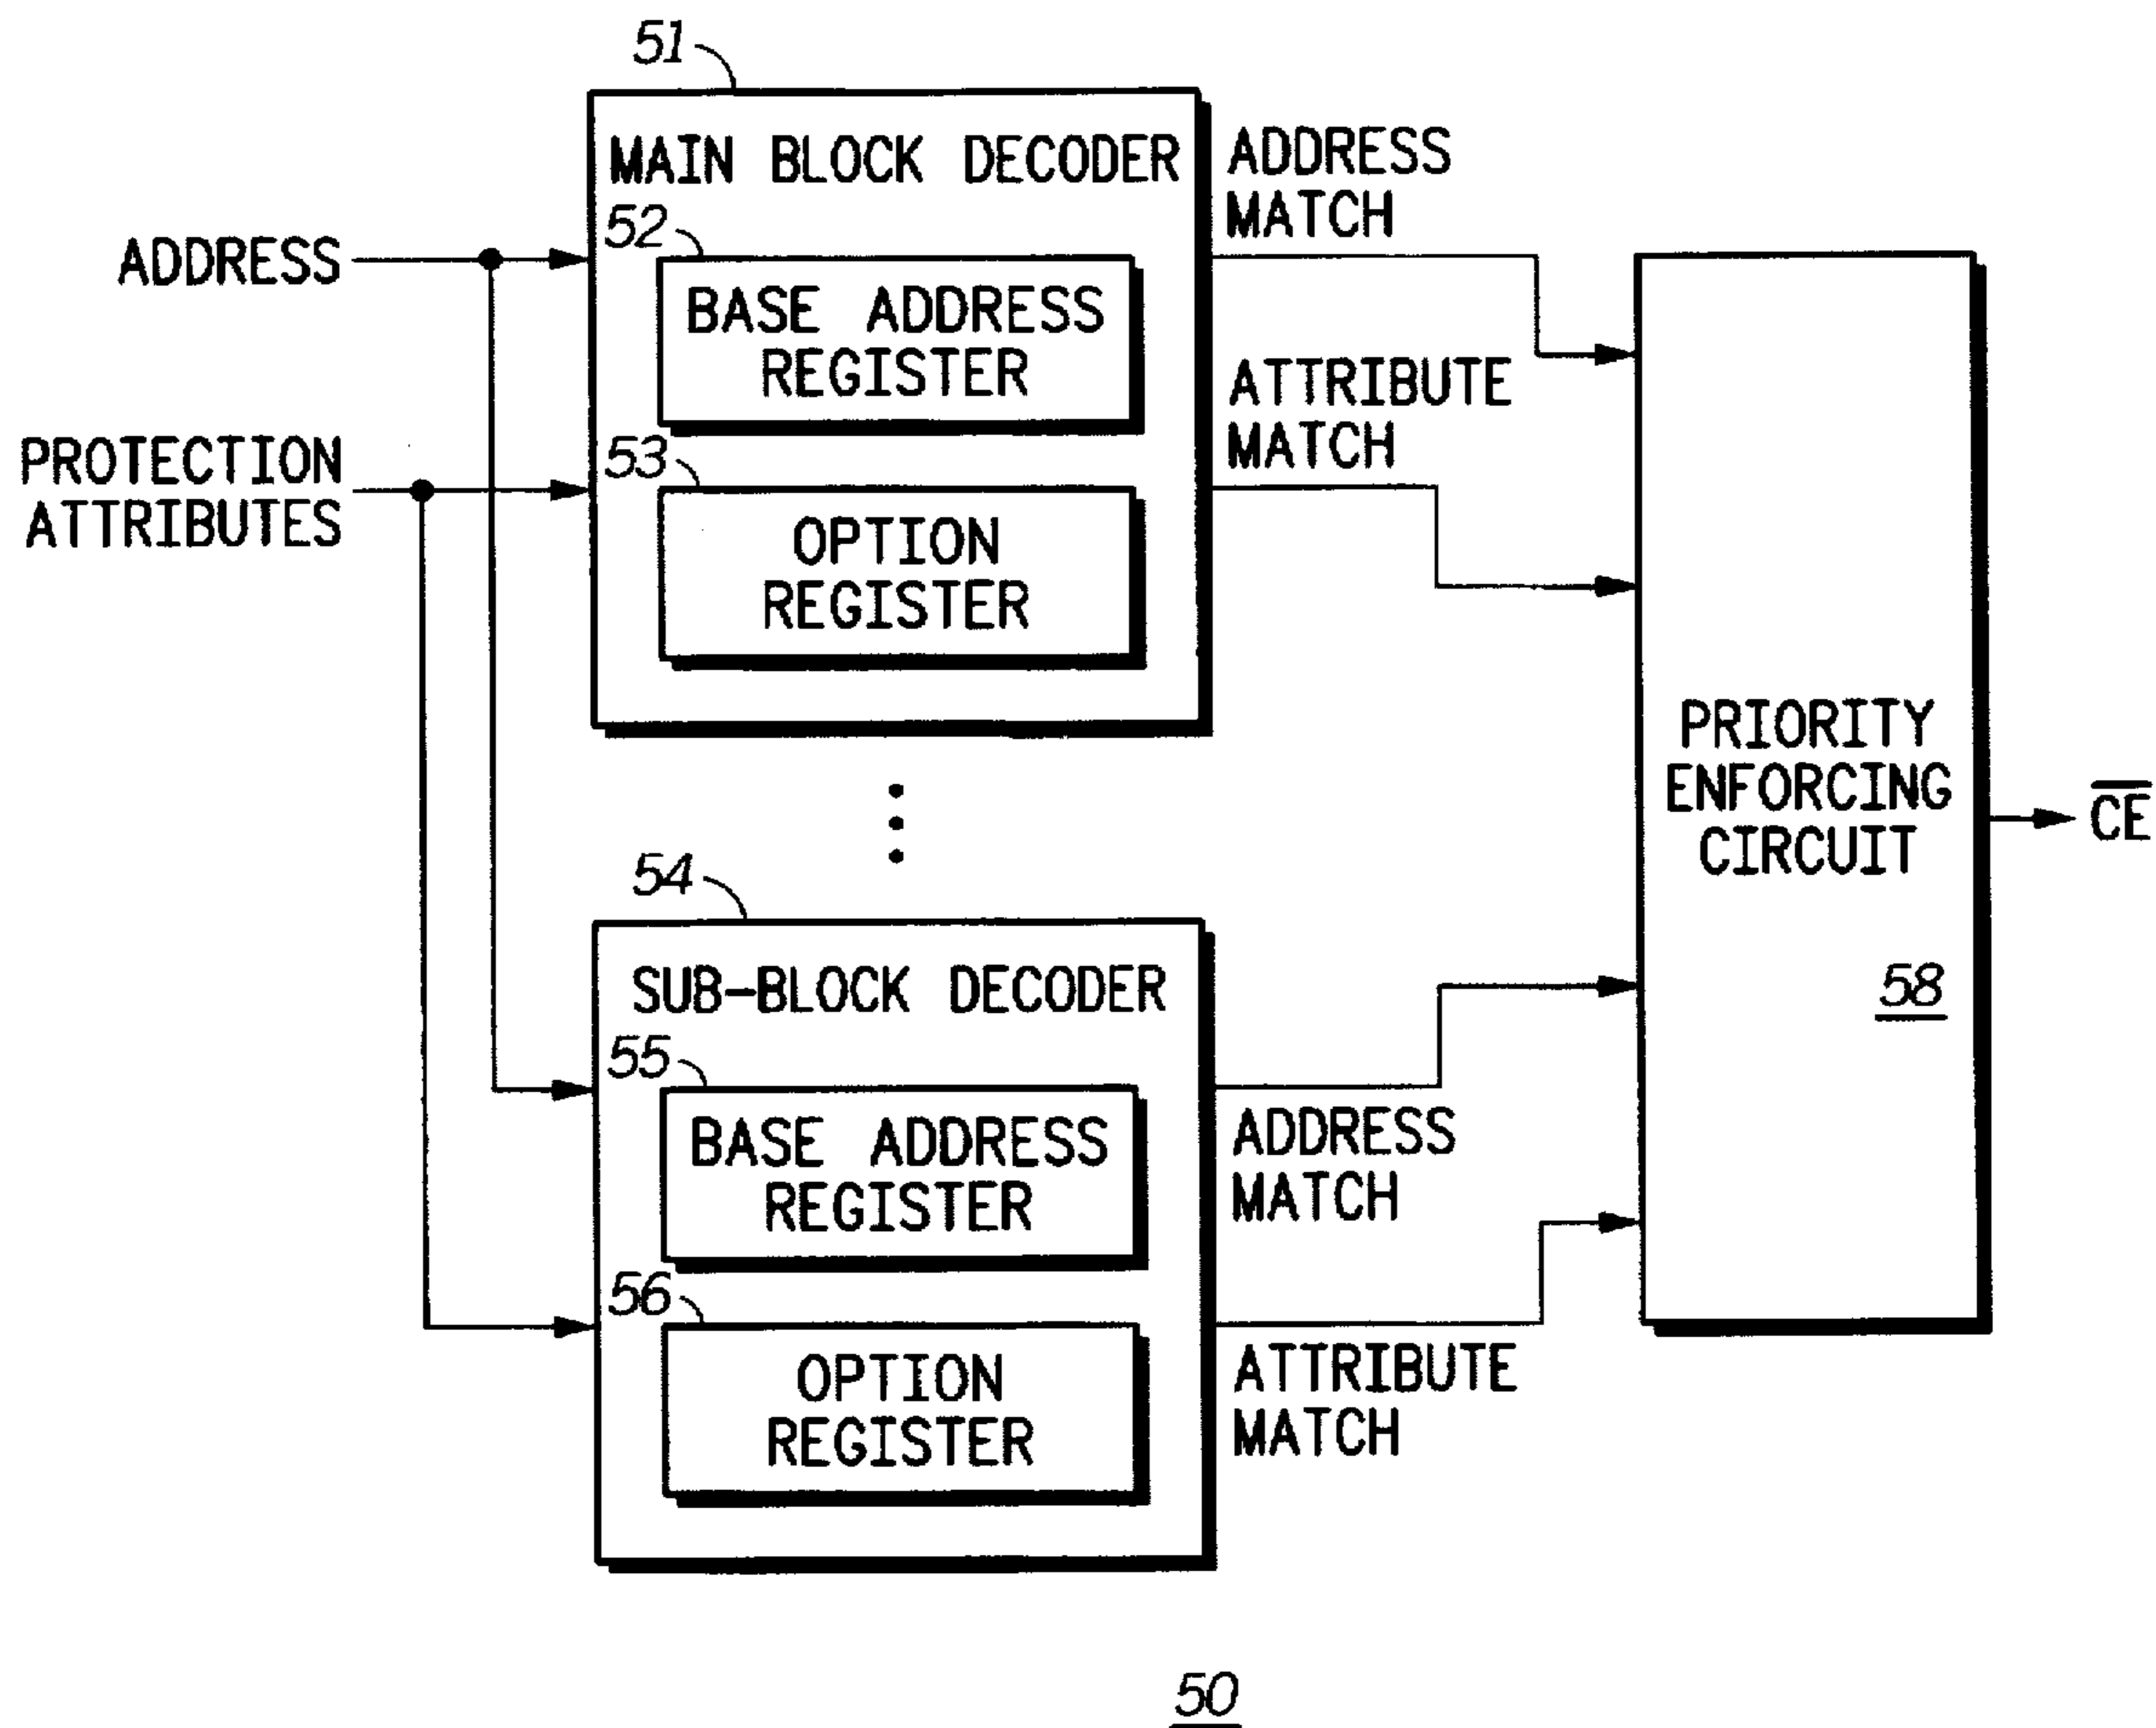 51
MAIN BLOCK DECODER
ADDRESS
MATCH
52
ADDRESS
BASE ADDRESS
REGISTER
ATTRIBUTE
MATCH
PROTECTION
ATTRIBUTES
53
OPTION
REGISTER
PRIORITY
ENFORCING
CIRCUIT
58
C̅E̅
54
SUB-BLOCK DECODER
55
BASE ADDRESS
REGISTER
ADDRESS
MATCH
56
OPTION
REGISTER
ATTRIBUTE
MATCH
50